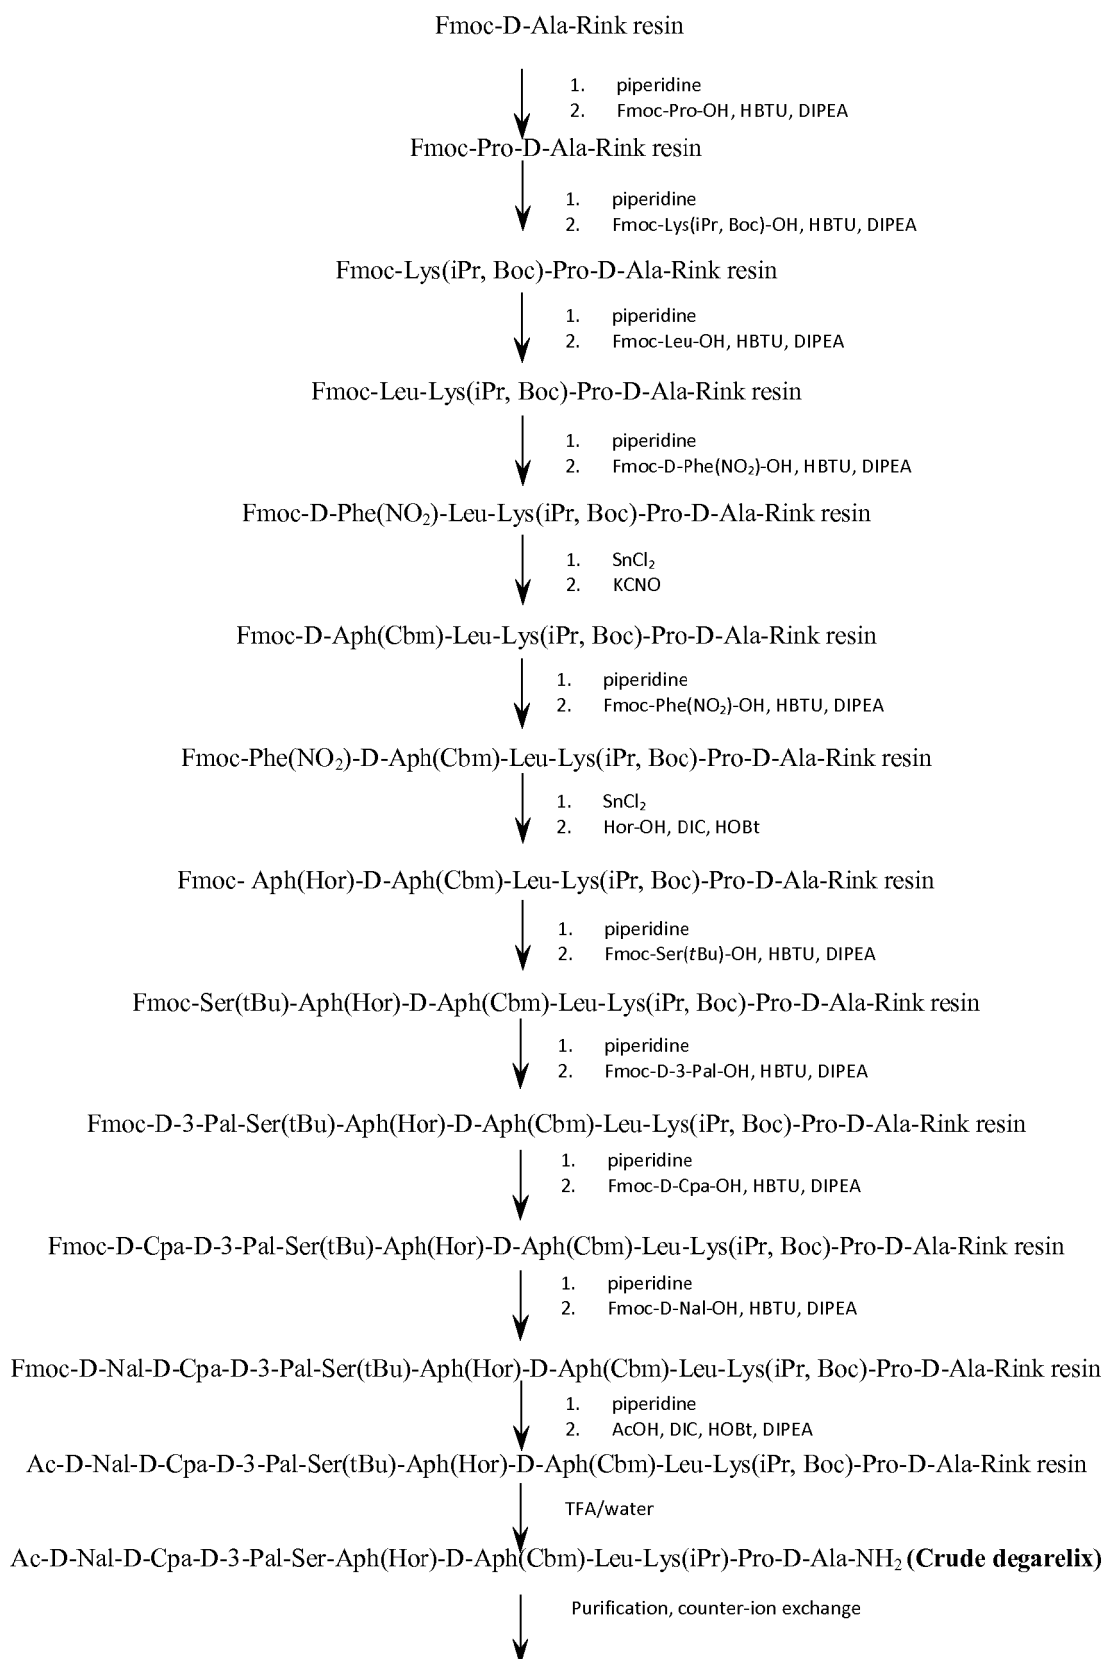 Fmoc-D-Ala-Rink resin
1. piperidine
2. Fmoc-Pro-OH, HBTU, DIPEA
Fmoc-Pro-D-Ala-Rink resin
1. piperidine
2. Fmoc-Lys(iPr, Boc)-OH, HBTU, DIPEA
Fmoc-Lys(iPr, Boc)-Pro-D-Ala-Rink resin
1. piperidine
2. Fmoc-Leu-OH, HBTU, DIPEA
Fmoc-Leu-Lys(iPr, Boc)-Pro-D-Ala-Rink resin
1. piperidine
2. Fmoc-D-Phe(NO₂)-OH, HBTU, DIPEA
Fmoc-D-Phe(NO₂)-Leu-Lys(iPr, Boc)-Pro-D-Ala-Rink resin
1. SnCl₂
2. KCNO
Fmoc-D-Aph(Cbm)-Leu-Lys(iPr, Boc)-Pro-D-Ala-Rink resin
1. piperidine
2. Fmoc-Phe(NO₂)-OH, HBTU, DIPEA
Fmoc-Phe(NO₂)-D-Aph(Cbm)-Leu-Lys(iPr, Boc)-Pro-D-Ala-Rink resin
1. SnCl₂
2. Hor-OH, DIC, HOBt
Fmoc- Aph(Hor)-D-Aph(Cbm)-Leu-Lys(iPr, Boc)-Pro-D-Ala-Rink resin
1. piperidine
2. Fmoc-Ser(tBu)-OH, HBTU, DIPEA
Fmoc-Ser(tBu)-Aph(Hor)-D-Aph(Cbm)-Leu-Lys(iPr, Boc)-Pro-D-Ala-Rink resin
1. piperidine
2. Fmoc-D-3-Pal-OH, HBTU, DIPEA
Fmoc-D-3-Pal-Ser(tBu)-Aph(Hor)-D-Aph(Cbm)-Leu-Lys(iPr, Boc)-Pro-D-Ala-Rink resin
1. piperidine
2. Fmoc-D-Cpa-OH, HBTU, DIPEA
Fmoc-D-Cpa-D-3-Pal-Ser(tBu)-Aph(Hor)-D-Aph(Cbm)-Leu-Lys(iPr, Boc)-Pro-D-Ala-Rink resin
1. piperidine
2. Fmoc-D-Nal-OH, HBTU, DIPEA
Fmoc-D-Nal-D-Cpa-D-3-Pal-Ser(tBu)-Aph(Hor)-D-Aph(Cbm)-Leu-Lys(iPr, Boc)-Pro-D-Ala-Rink resin
1. piperidine
2. AcOH, DIC, HOBt, DIPEA
Ac-D-Nal-D-Cpa-D-3-Pal-Ser(tBu)-Aph(Hor)-D-Aph(Cbm)-Leu-Lys(iPr, Boc)-Pro-D-Ala-Rink resin
TFA/water
Ac-D-Nal-D-Cpa-D-3-Pal-Ser-Aph(Hor)-D-Aph(Cbm)-Leu-Lys(iPr)-Pro-D-Ala-NH₂ (Crude degarelix)
Purification, counter-ion exchange